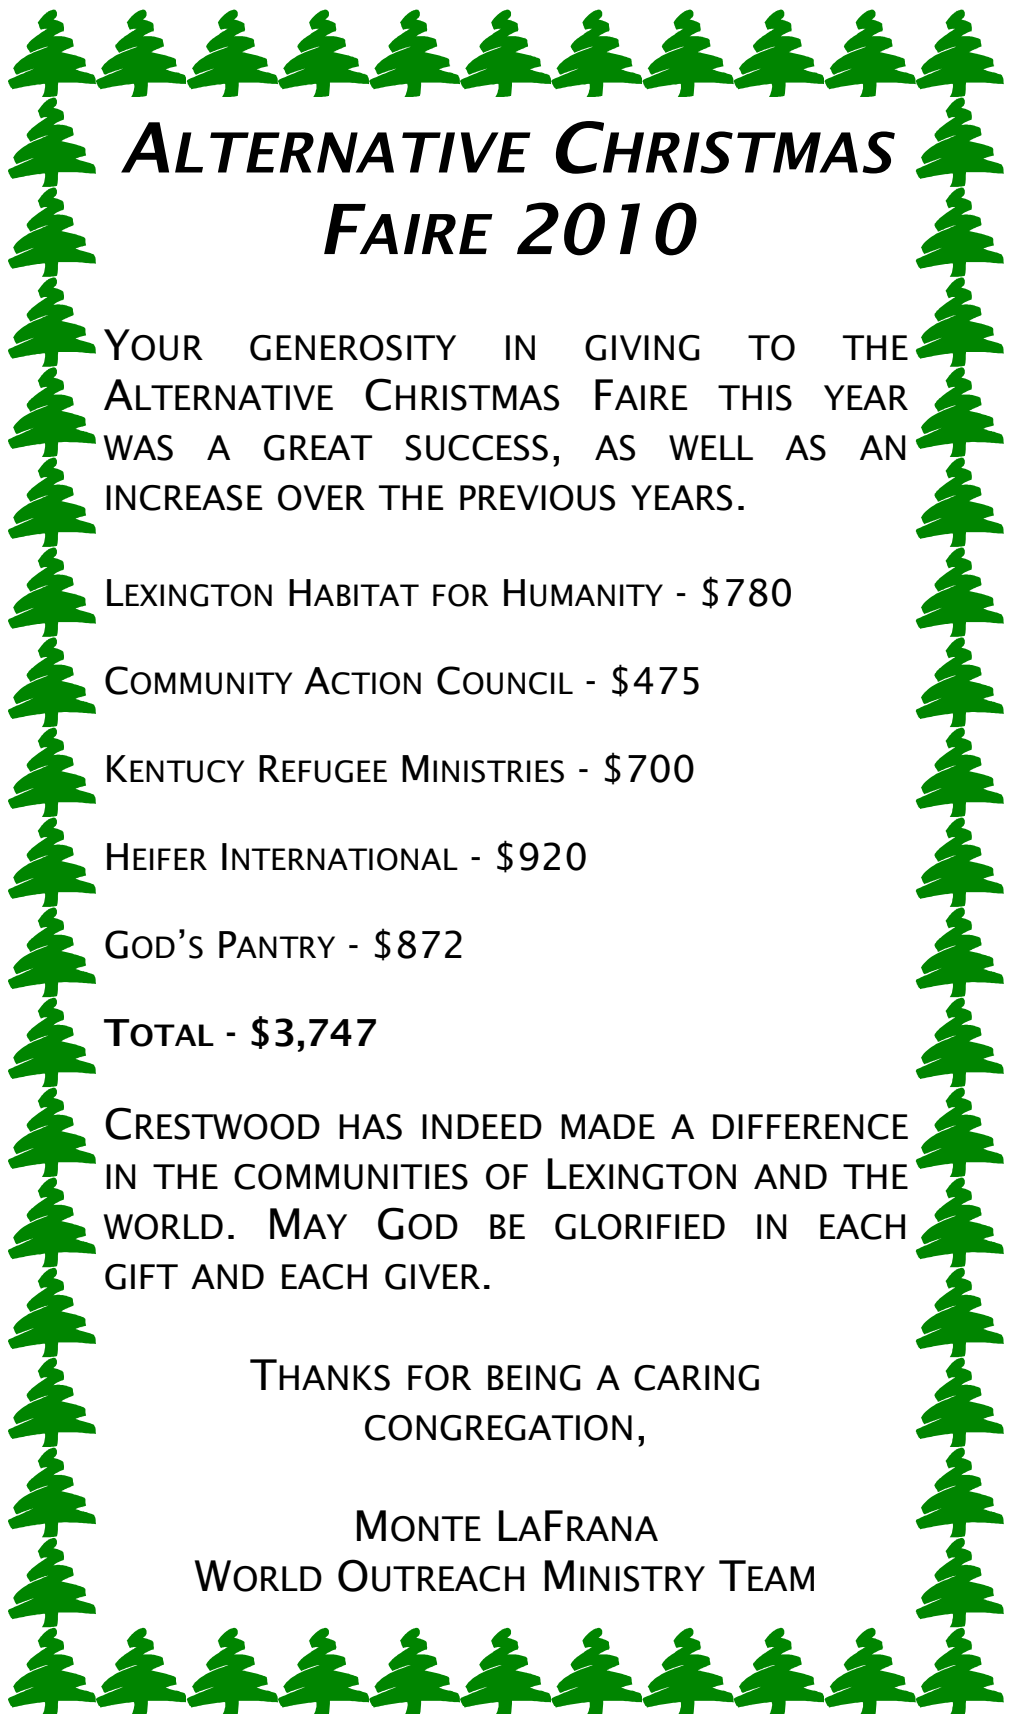 Alternative Christmas
Faire 2010
Your generosity in giving to the
Alternative Christmas Faire this year
was a great success, as well as an
increase over the previous years.
Lexington Habitat for Humanity - $780
Community Action Council - $475
Kentucy Refugee Ministries - $700
Heifer International - $920
God’s Pantry - $872
Total - $3,747
Crestwood has indeed made a difference
in the communities of Lexington and the
world. May God be glorified in each
gift and each giver.
Thanks for being a caring
congregation,
Monte LaFrana
World Outreach Ministry Team